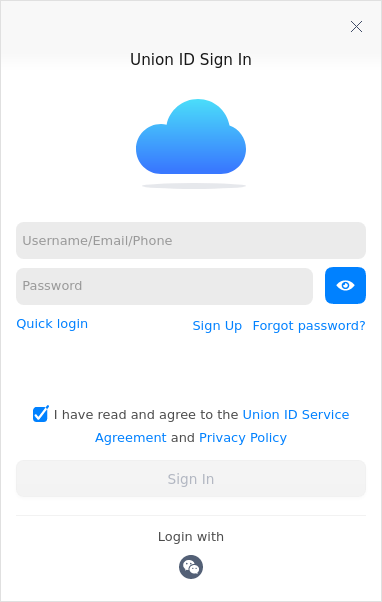 Union ID Sign In
Username/Email/Phone
Password
Quick login
Sign Up Forgot password?
I have read and agree to the Union ID Service
Agreement and Privacy Policy
Sign In
Login with